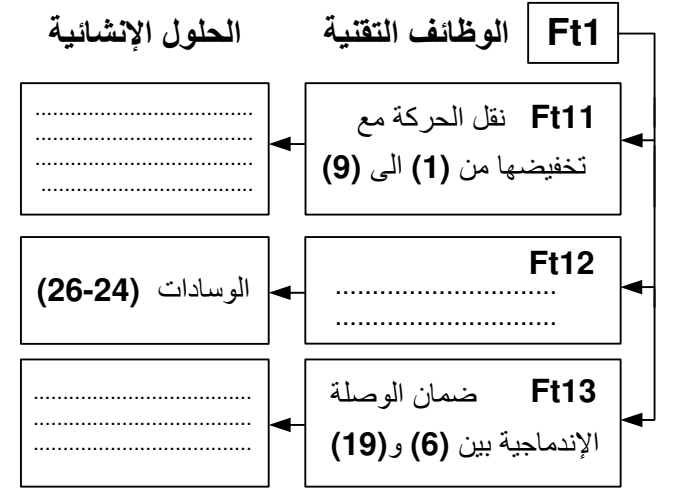 Ft1 الوظائف التقنية الحلول الإنشائية
Ft11 نقل الحركة مع
تخفيضها من (1) الى (9)
................................
................................
................................
................................
Ft12
............................
............................
الوسادات (24-26)
Ft13 ضمان الوصلة
الإندماجية بين (6) و(19)
................................
................................
................................